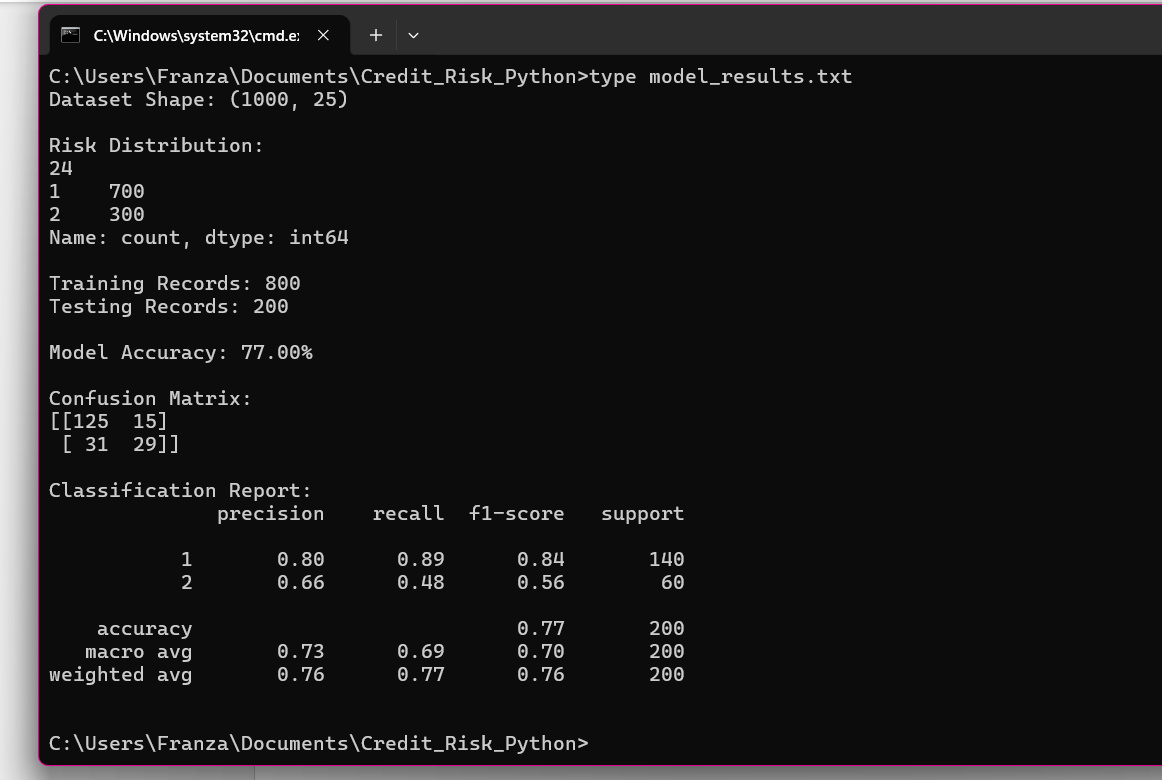 C:\Windows\system32\cmd.e:
C:\Users\Franza\Documents\Credit_Risk_Python>type model_results.txt
Dataset Shape: (1000, 25)
Risk Distribution:
24
1    700
2    300
Name: count, dtype: int64
Training Records: 800
Testing Records: 200
Model Accuracy: 77.00%
Confusion Matrix:
[[125  15]
 [ 31  29]]
Classification Report:
              precision    recall  f1-score   support
           1       0.80      0.89      0.84       140
           2       0.66      0.48      0.56        60
    accuracy                           0.77       200
   macro avg       0.73      0.69      0.70       200
weighted avg       0.76      0.77      0.76       200
C:\Users\Franza\Documents\Credit_Risk_Python>